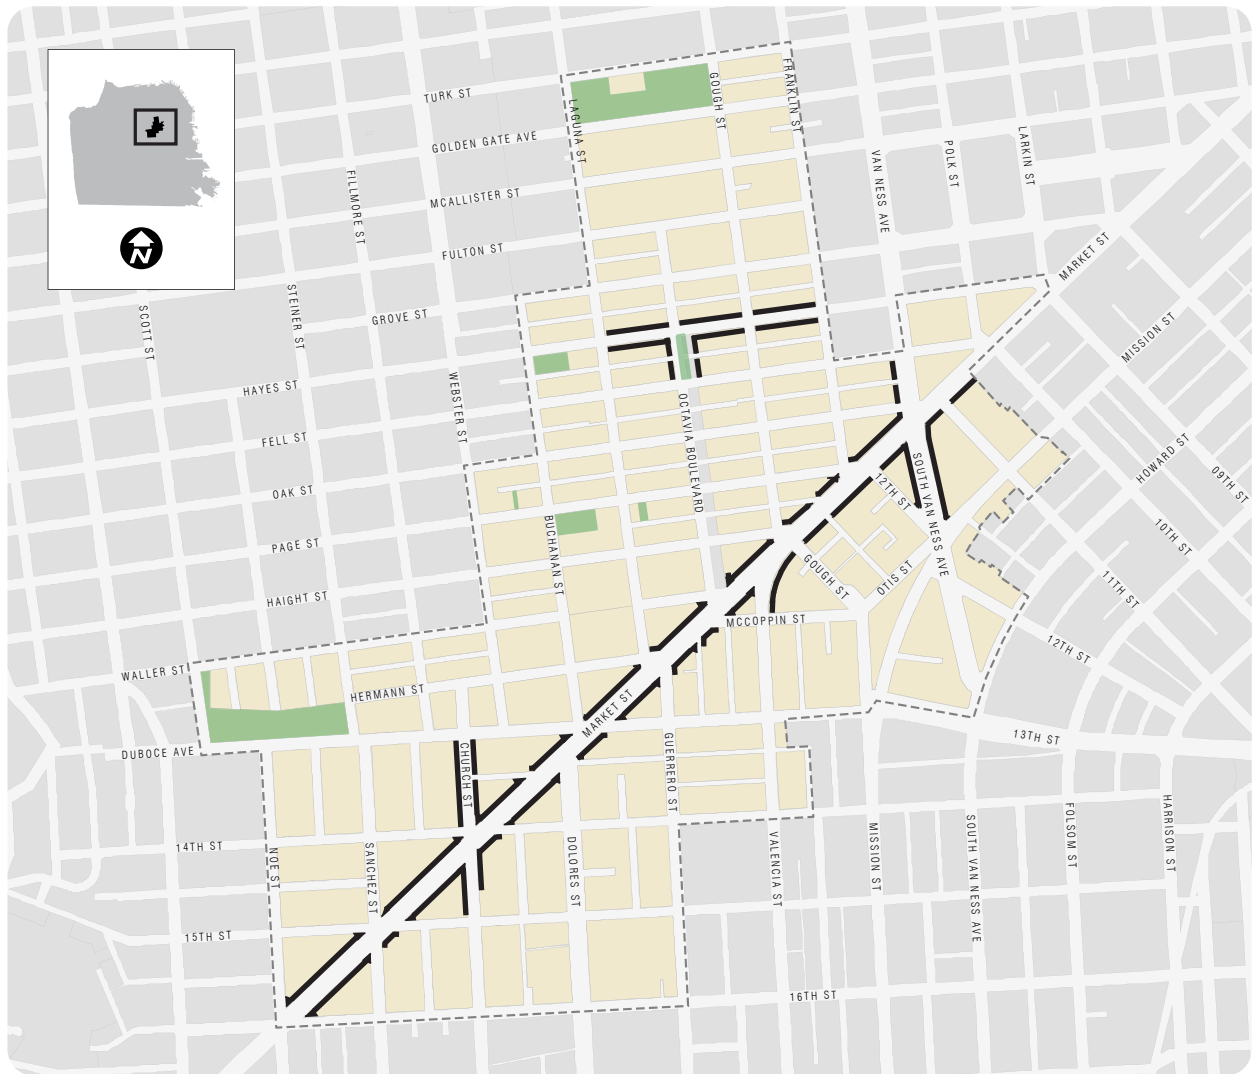 TURK ST
GOLDEN GATE AVE
MCALLISTER ST
FULTON ST
GROVE ST
HAYES ST
FELL ST
OAK ST
PAGE ST
HAIGHT ST
WALLER ST
HERMANN ST
DUBOCE AVE
14TH ST
15TH ST
16TH ST
SCOTT ST
STEINER ST
FILLMORE ST
WEBSTER ST
BUCHANAN ST
LAGUNA ST
OCTAVIA BOULEVARD
GOUGH ST
FRANKLIN ST
VAN NESS AVE
POLK ST
LARKIN ST
MARKET ST
MISSION ST
HOWARD ST
09TH ST
10TH ST
11TH ST
12TH ST
12TH ST
SOUTH VAN NESS AVE
GOUGH ST
OTIS ST
MCCOPPIN ST
MARKET ST
13TH ST
CHURCH ST
GUERRERO ST
NOE ST
SANCHEZ ST
DOLORES ST
VALENCIA ST
MISSION ST
SOUTH VAN NESS AVE
FOLSOM ST
HARRISON ST
N